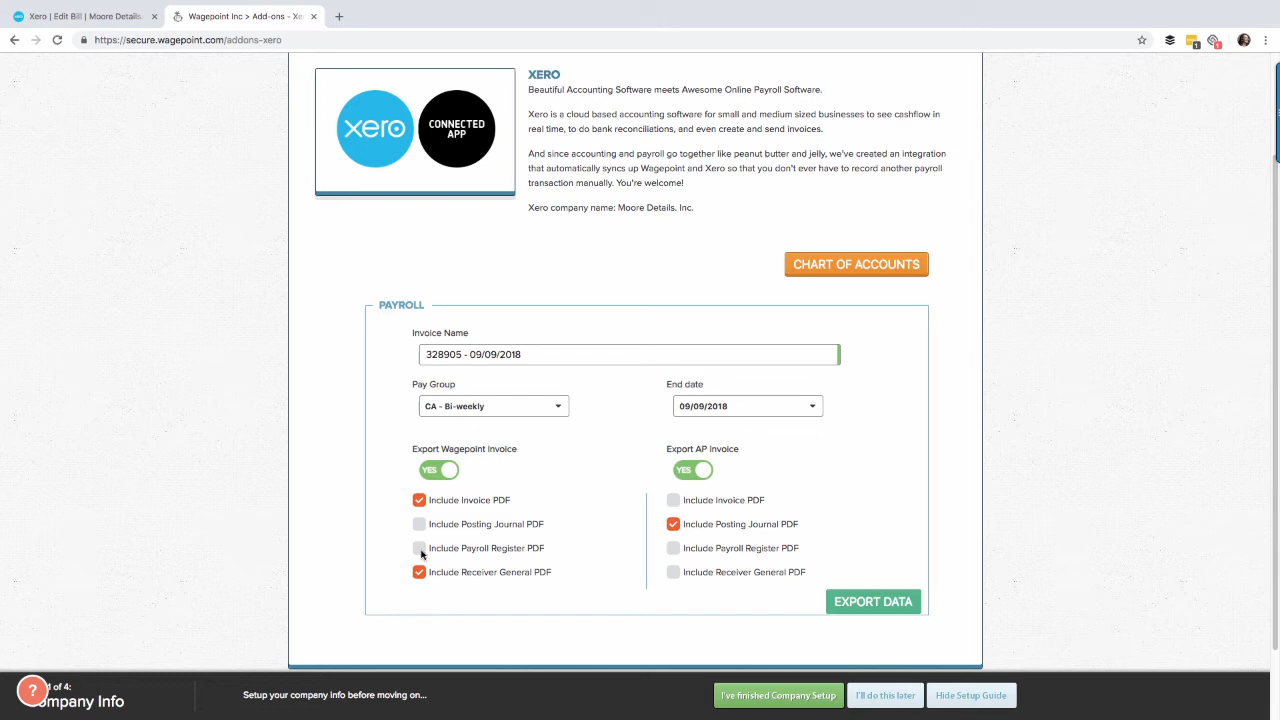 Xero | Edit Bill | Moore Details.
Wagepoint Inc > Add-ons - Xe
https://secure.wagepoint.com/addons-xero
1
1
xero
CONNECTED
APP
XERO
Beautiful Accounting Software meets Awesome Online Payroll Software.
Xero is a cloud based accounting software for small and medium sized businesses to see cashflow in
real time, to do bank reconciliations, and even create and send invoices.
And since accounting and payroll go together like peanut butter and jelly, we've created an integration
that automatically syncs up Wagepoint and Xero so that you don't ever have to record another payroll
transaction manually. You're welcome!
Xero company name: Moore Details. Inc.
CHART OF ACCOUNTS
PAYROLL
Invoice Name
328905 - 09/09/2018
Pay Group
End date
CA - Bi-weekly
09/09/2018
Export Wagepoint Invoice
Export AP Invoice
YES
YES
Include Invoice PDF
Include Invoice PDF
Include Posting Journal PDF
Include Posting Journal PDF
Include Payroll Register PDF
Include Payroll Register PDF
Include Receiver General PDF
Include Receiver General PDF
EXPORT DATA
?
1 of 4:
ompany Info
Setup your company info before moving on...
I've finished Company Setup
I'll do this later
Hide Setup Guide